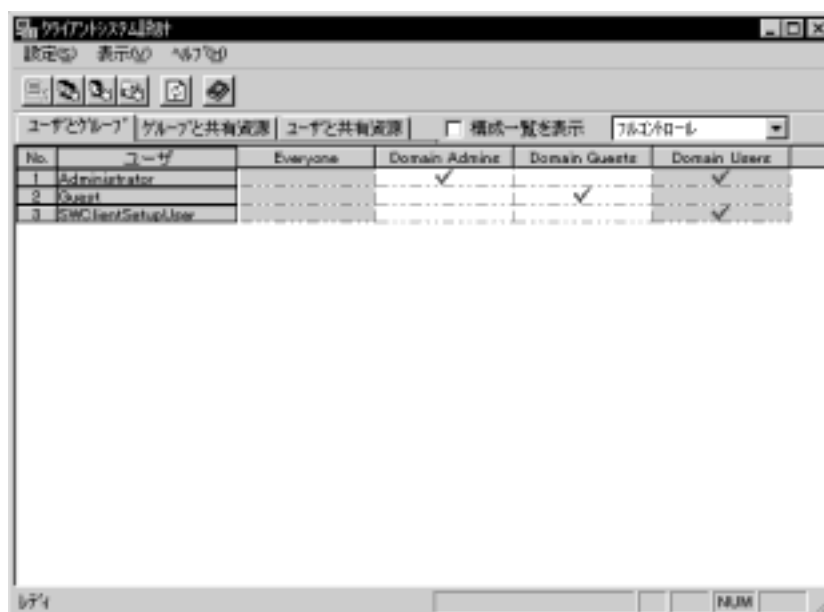 クライアントシステム設計
設定(S) 表示(V) ヘルプ(H)
ユーザとグループ グループと共有資源 ユーザと共有資源 構成一覧を表示 フルコントロール
No. ユーザ Everyone Domain Admins Domain Guests Domain Users
1 Administrator
2 Guest
3 SWClientSetupUser
レディ NUM